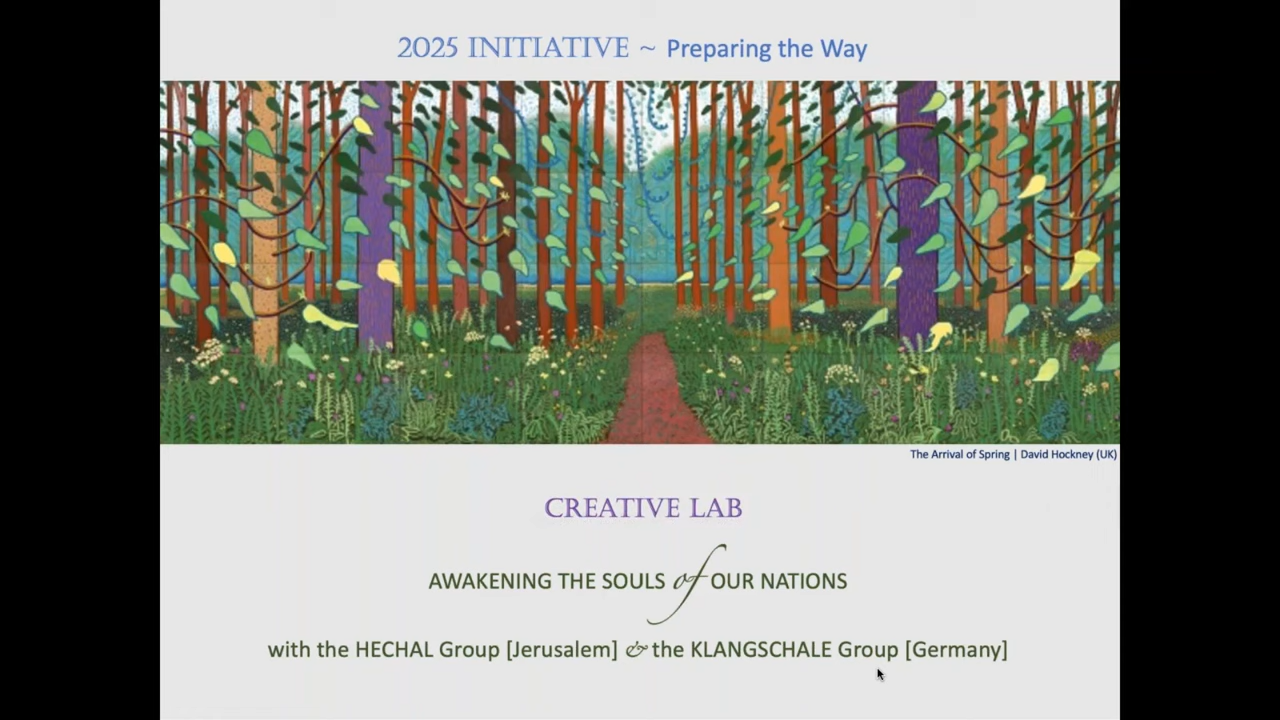 2025 INITIATIVE ~ Preparing the Way
The Arrival of Spring | David Hockney (UK)
CREATIVE LAB
AWAKENING THE SOULS of OUR NATIONS
with the HECHAL Group [Jerusalem] & the KLANGSCHALE Group [Germany]